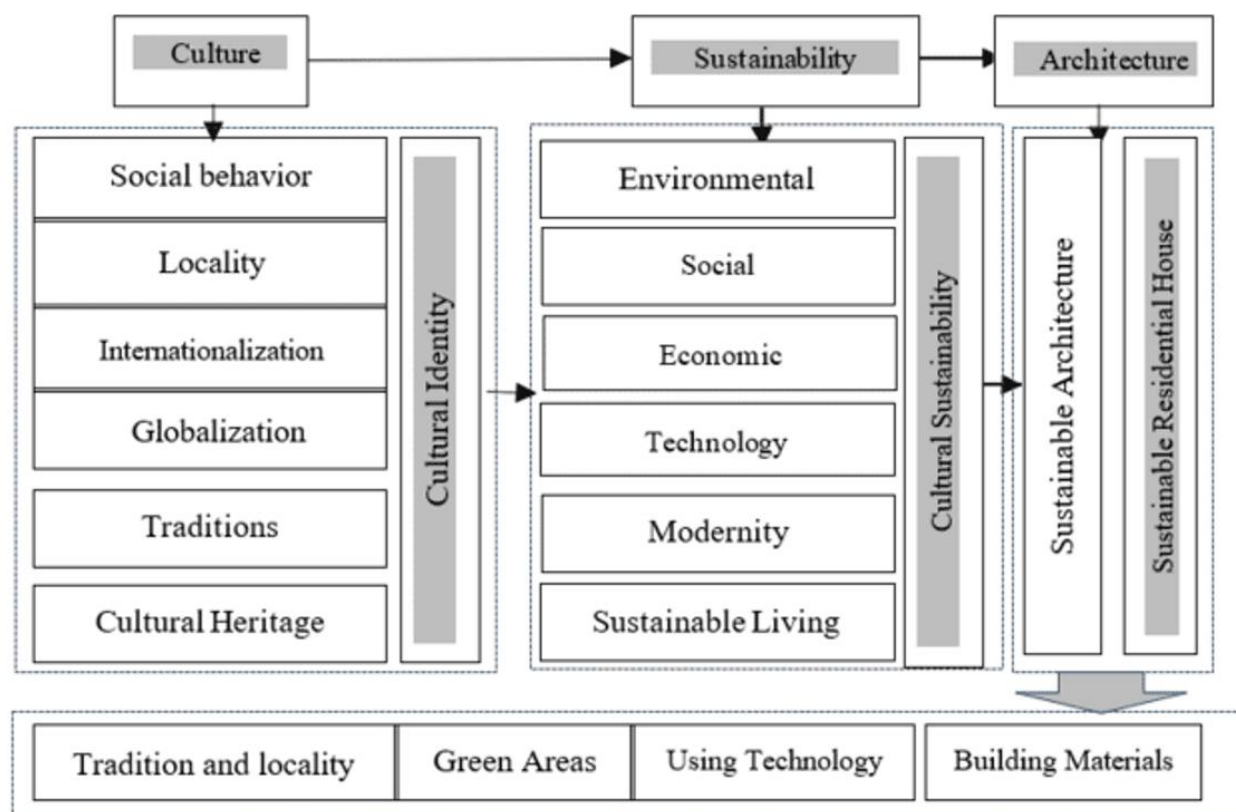 Culture
Sustainability
Architecture
Social behavior
Locality
Internationalization
Globalization
Traditions
Cultural Heritage
Cultural Identity
Environmental
Social
Economic
Technology
Modernity
Sustainable Living
Cultural Sustainability
Sustainable Architecture
Sustainable Residential House
Tradition and locality
Green Areas
Using Technology
Building Materials